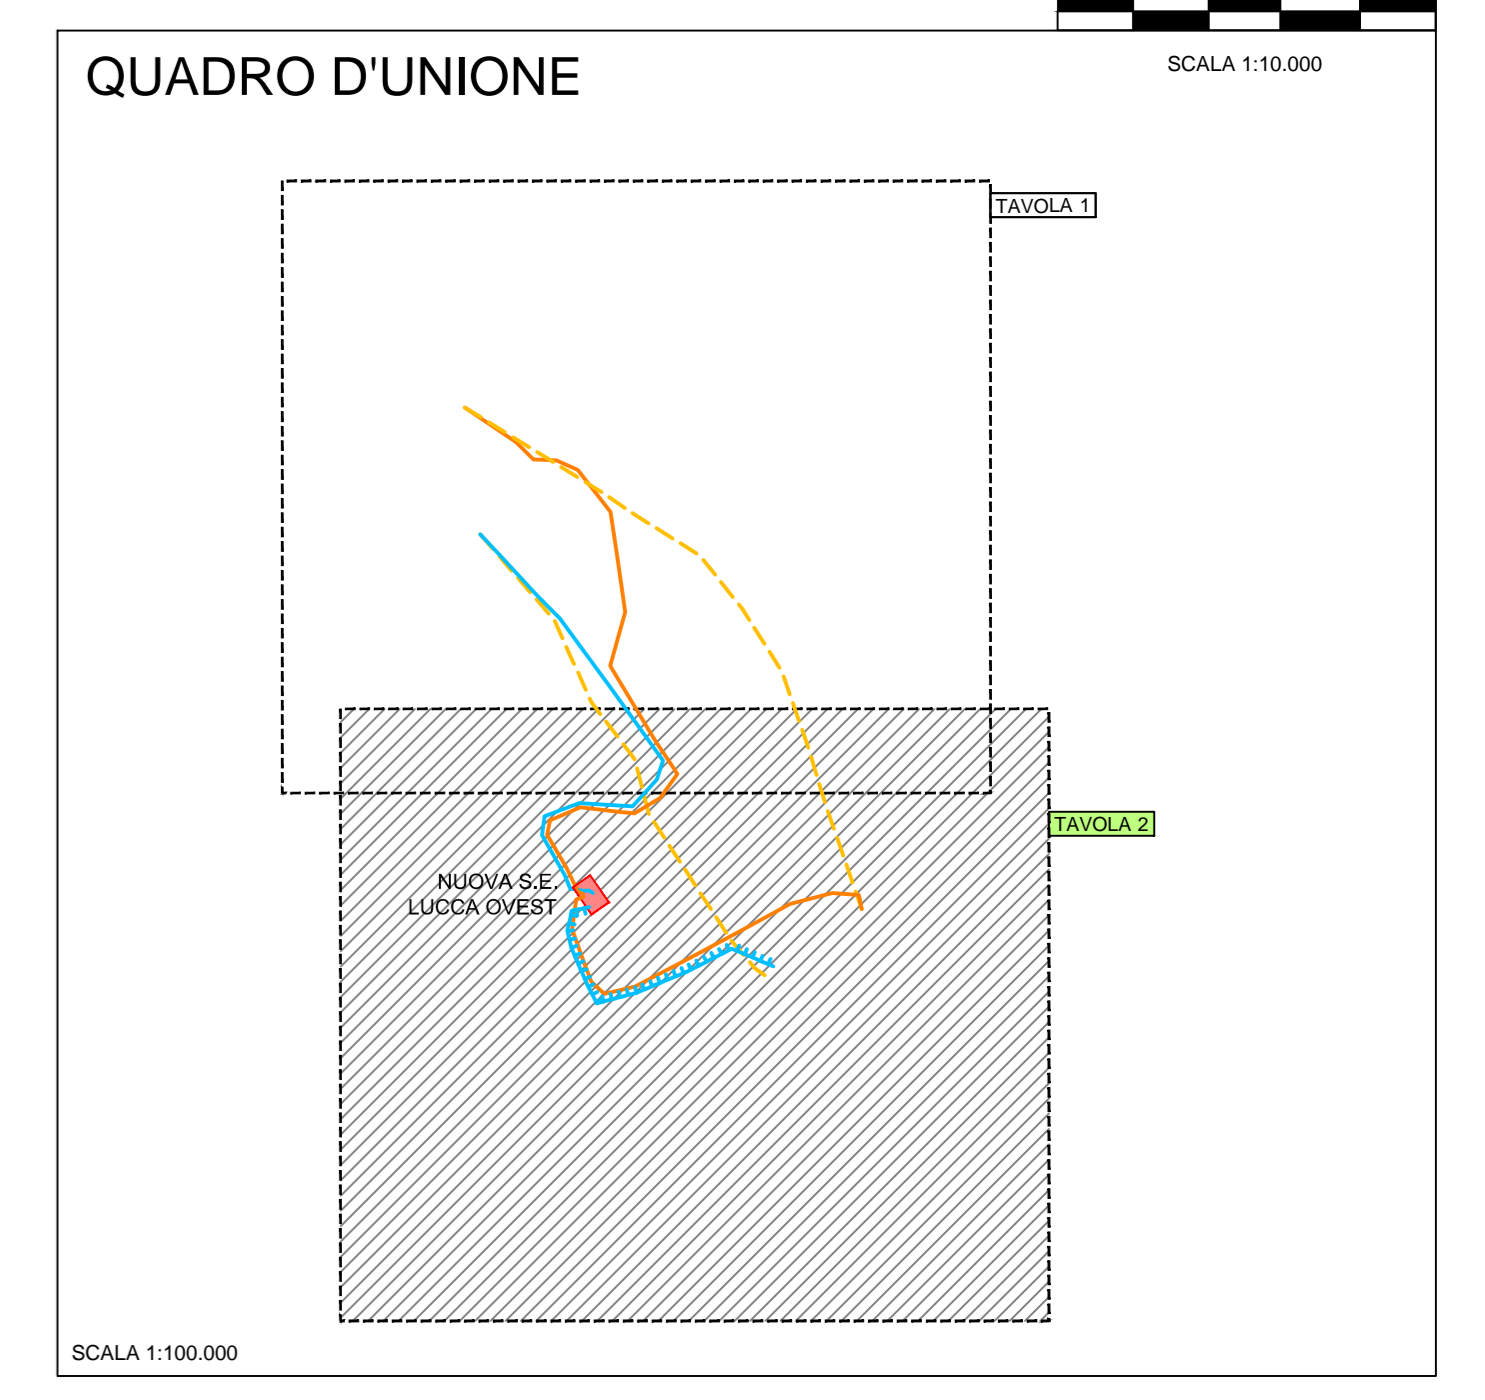 QUADRO D'UNIONE
SCALA 1:10.000
TAVOLA 1
TAVOLA 2
NUOVA S.E.
LUCCA OVEST
SCALA 1:100.000